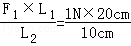 F₁×L₁ / L₂ = 1N×20cm / 10cm